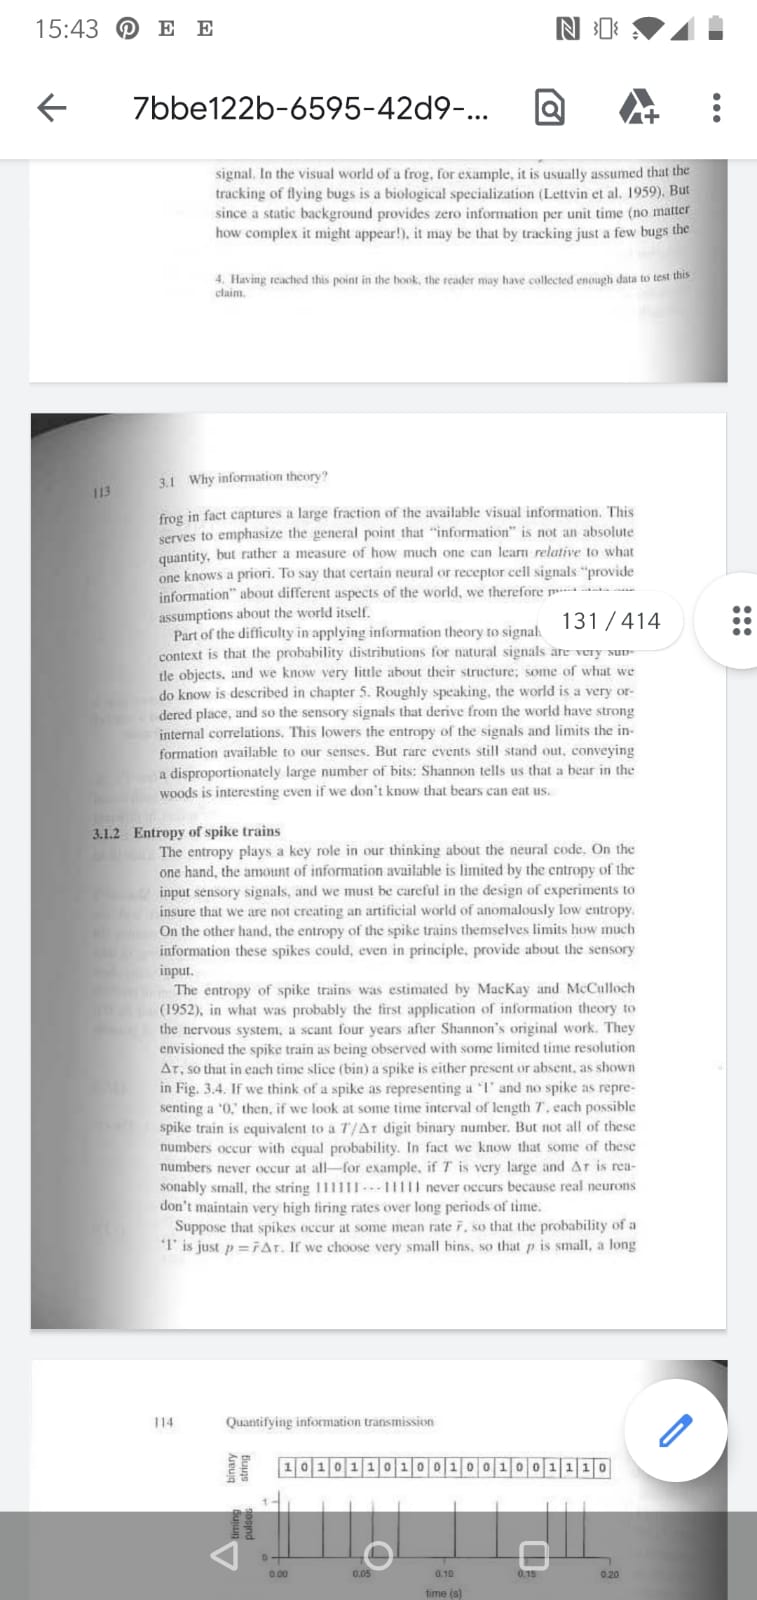 15:43 E E
7bbe122b-6595-42d9-...
signal. In the visual world of a frog, for example, it is usually assumed that the
tracking of flying bugs is a biological specialization (Lettvin et al. 1959). But
since a static background provides zero information per unit time (no matter
how complex it might appear!), it may be that by tracking just a few bugs the
4. Having reached this point in the book, the reader may have collected enough data to test this
claim.
113
3.1 Why information theory?
frog in fact captures a large fraction of the available visual information. This
serves to emphasize the general point that “information” is not an absolute
quantity, but rather a measure of how much one can learn relative to what
one knows a priori. To say that certain neural or receptor cell signals “provide
information” about different aspects of the world, we therefore
assumptions about the world itself.
131 / 414
Part of the difficulty in applying information theory to signal
context is that the probability distributions for natural signals are very sub-
tle objects, and we know very little about their structure; some of what we
do know is described in chapter 5. Roughly speaking, the world is a very or-
dered place, and so the sensory signals that derive from the world have strong
internal correlations. This lowers the entropy of the signals and limits the in-
formation available to our senses. But rare events still stand out, conveying
a disproportionately large number of bits: Shannon tells us that a bear in the
woods is interesting even if we don't know that bears can eat us.
3.1.2 Entropy of spike trains
The entropy plays a key role in our thinking about the neural code. On the
one hand, the amount of information available is limited by the entropy of the
input sensory signals, and we must be careful in the design of experiments to
insure that we are not creating an artificial world of anomalously low entropy.
On the other hand, the entropy of the spike trains themselves limits how much
information these spikes could, even in principle, provide about the sensory
input.
The entropy of spike trains was estimated by MacKay and McCulloch
(1952), in what was probably the first application of information theory to
the nervous system, a scant four years after Shannon's original work. They
envisioned the spike train as being observed with some limited time resolution
Δτ, so that in each time slice (bin) a spike is either present or absent, as shown
in Fig. 3.4. If we think of a spike as representing a ‘1’ and no spike as repre-
senting a ‘0,’ then, if we look at some time interval of length T, each possible
spike train is equivalent to a T/Δτ digit binary number. But not all of these
numbers occur with equal probability. In fact we know that some of these
numbers never occur at all—for example, if T is very large and Δτ is rea-
sonably small, the string 111111···11111 never occurs because real neurons
don't maintain very high firing rates over long periods of time.
Suppose that spikes occur at some mean rate r̄, so that the probability of a
‘1’ is just p = r̄Δτ. If we choose very small bins, so that p is small, a long
114
Quantifying information transmission
binary
string
1 0 1 0 1 1 0 1 0 0 1 0 0 1 0 0 1 1 1 0
timing
pulses
1
0
0.00 0.05 0.10 0.15 0.20
time (s)